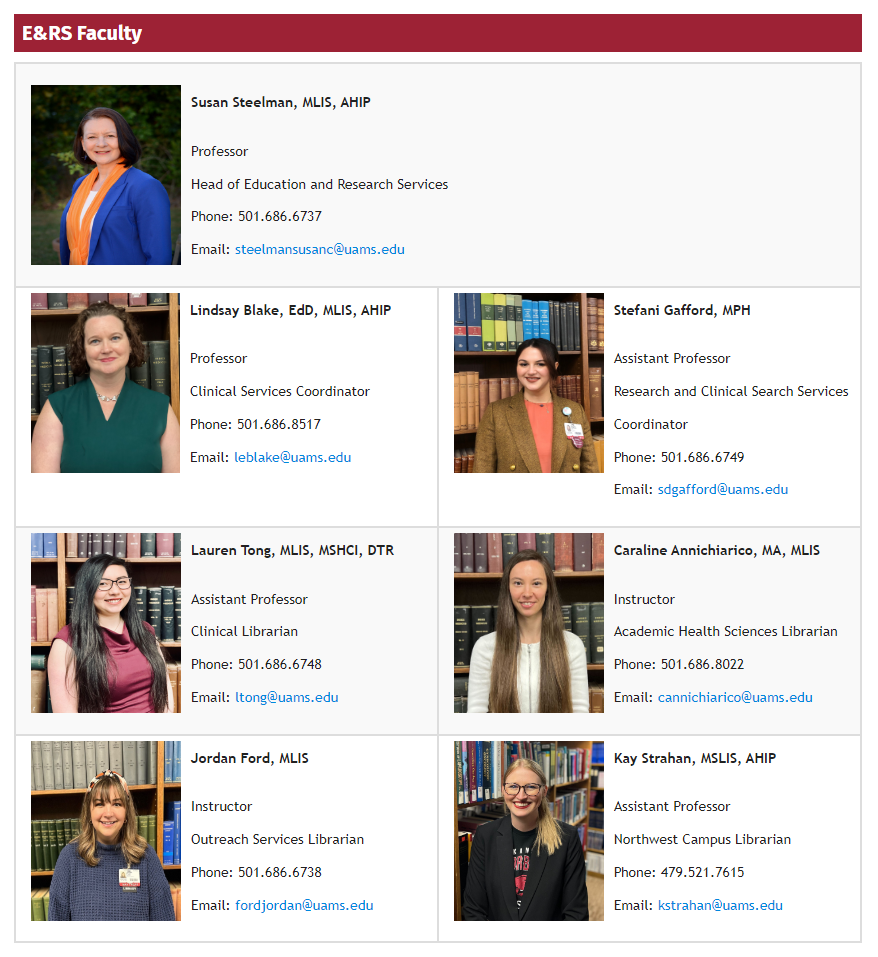 E&RS Faculty
Susan Steelman, MLIS, AHIP
Professor
Head of Education and Research Services
Phone: 501.686.6737
Email: steelmansusanc@uams.edu
Lindsay Blake, EdD, MLIS, AHIP
Professor
Clinical Services Coordinator
Phone: 501.686.8517
Email: leblake@uams.edu
Stefani Gafford, MPH
Assistant Professor
Research and Clinical Search Services
Coordinator
Phone: 501.686.6749
Email: sdgafford@uams.edu
Lauren Tong, MLIS, MSHCI, DTR
Assistant Professor
Clinical Librarian
Phone: 501.686.6748
Email: ltong@uams.edu
Caraline Annichiarico, MA, MLIS
Instructor
Academic Health Sciences Librarian
Phone: 501.686.8022
Email: cannichiarico@uams.edu
Jordan Ford, MLIS
Instructor
Outreach Services Librarian
Phone: 501.686.6738
Email: fordjordan@uams.edu
Kay Strahan, MSLIS, AHIP
Assistant Professor
Northwest Campus Librarian
Phone: 479.521.7615
Email: kstrahan@uams.edu